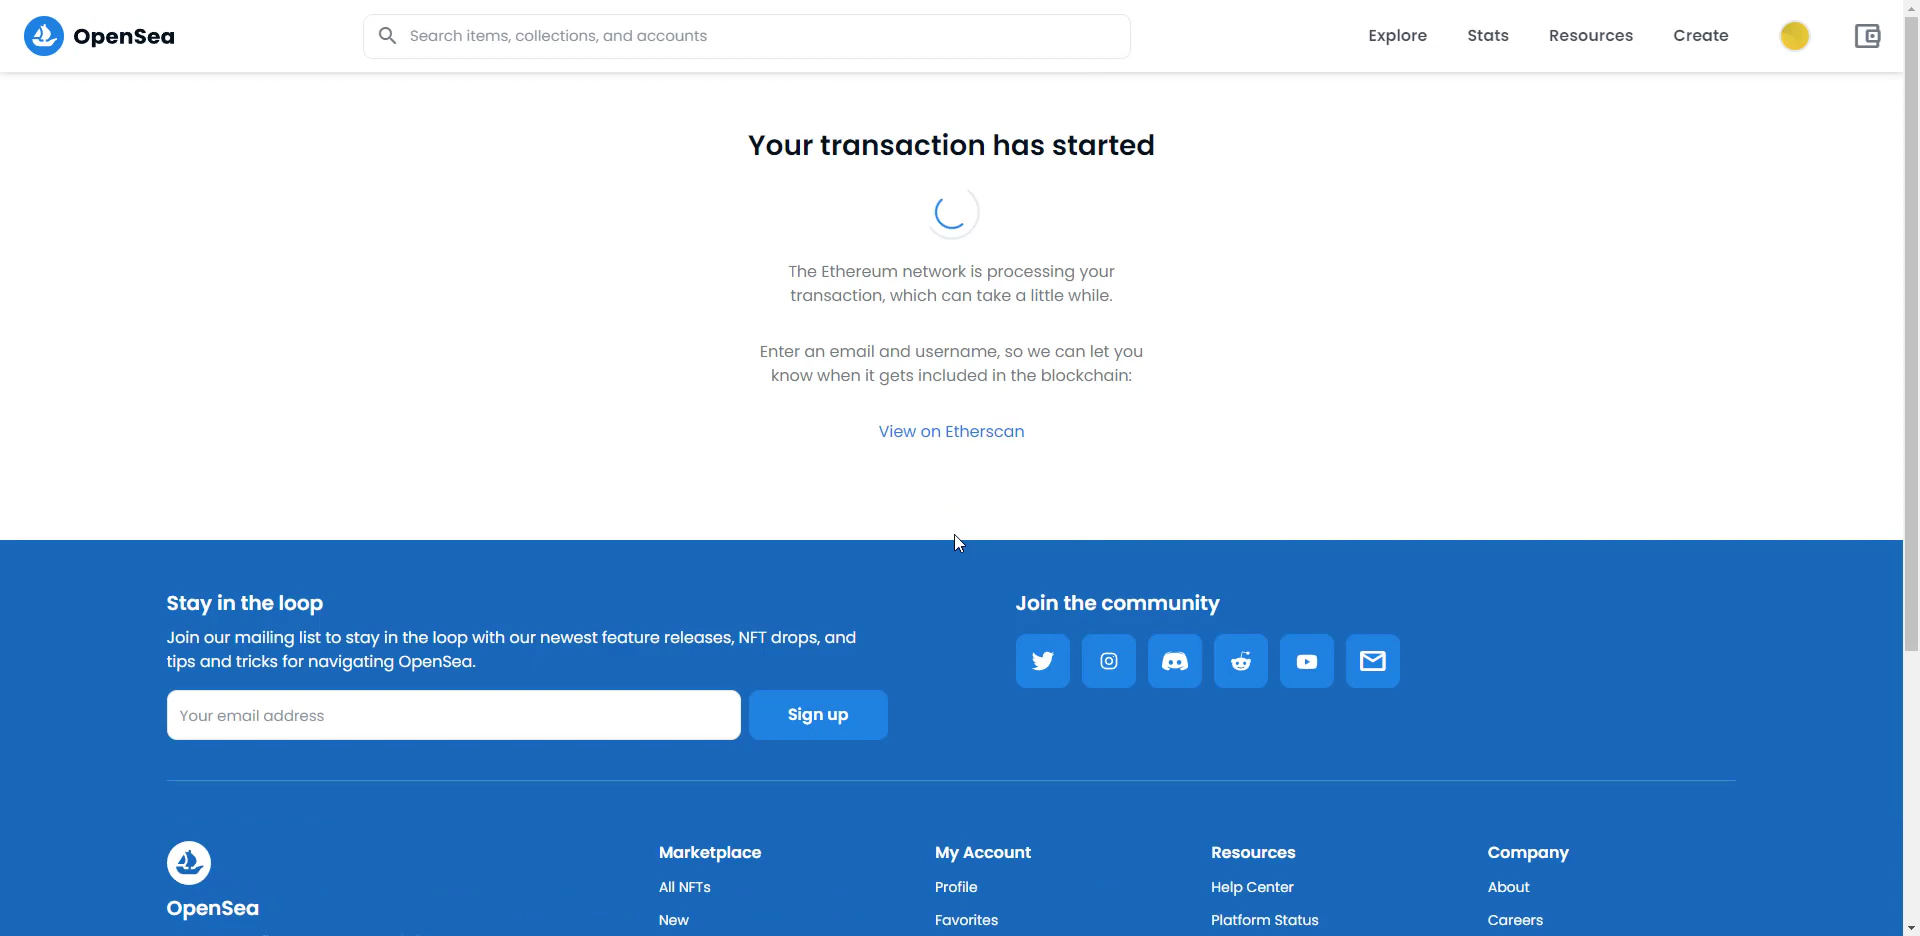 OpenSea
Search items, collections, and accounts
Explore
Stats
Resources
Create
Your transaction has started
The Ethereum network is processing your
transaction, which can take a little while.
Enter an email and username, so we can let you
know when it gets included in the blockchain:
View on Etherscan
Stay in the loop
Join our mailing list to stay in the loop with our newest feature releases, NFT drops, and
tips and tricks for navigating OpenSea.
Your email address
Sign up
Join the community
OpenSea
Marketplace
All NFTs
New
My Account
Profile
Favorites
Resources
Help Center
Platform Status
Company
About
Careers